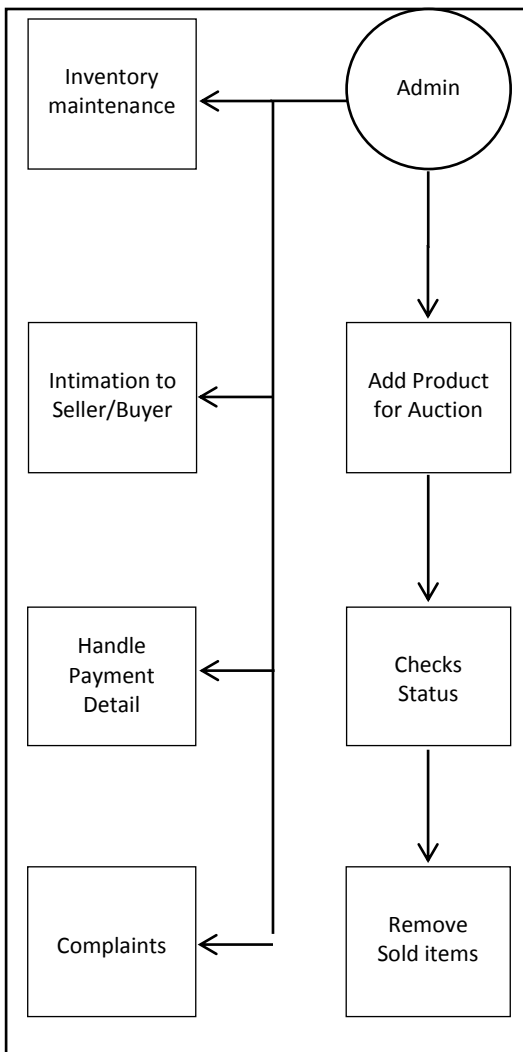 Inventory
maintenance
Admin
Intimation to
Seller/Buyer
Add Product
for Auction
Handle
Payment
Detail
Checks
Status
Complaints
Remove
Sold items